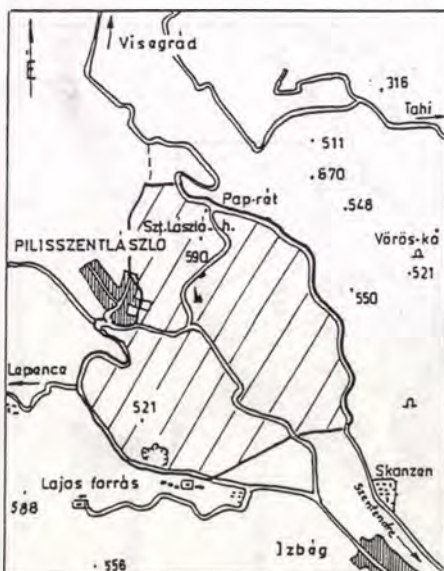 É
Visegrád
316
Tahi
511
670
548
Pap-rét
Szt. László h.
590
PILISSZENTLÁSZLÓ
Vörös-kő
521
550
Lepence
521
Skanzen
Lajos forrás
Szentendre
588
Izbég
556